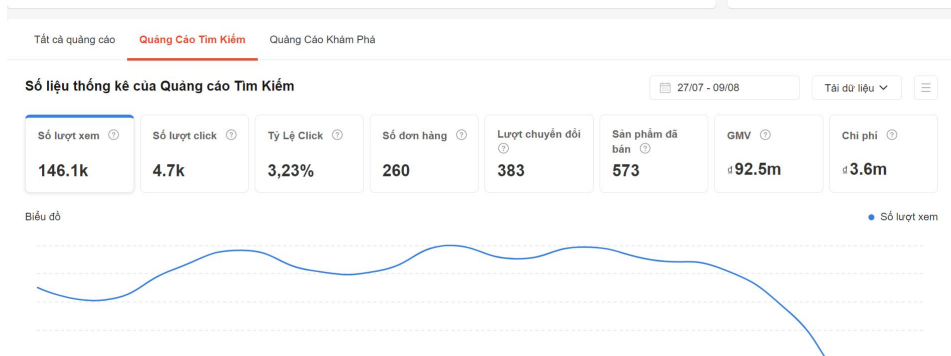 Tất cả quảng cáo Quảng Cáo Tìm Kiếm Quảng Cáo Khám Phá
Số liệu thống kê của Quảng cáo Tìm Kiếm 27/07 - 09/08 Tải dữ liệu
Số lượt xem Số lượt click Tỷ Lệ Click Số đơn hàng Lượt chuyển đổi Sản phẩm đã bán GMV Chi phí
146.1k 4.7k 3,23% 260 383 573 ₫92.5m ₫3.6m
Biểu đồ Số lượt xem